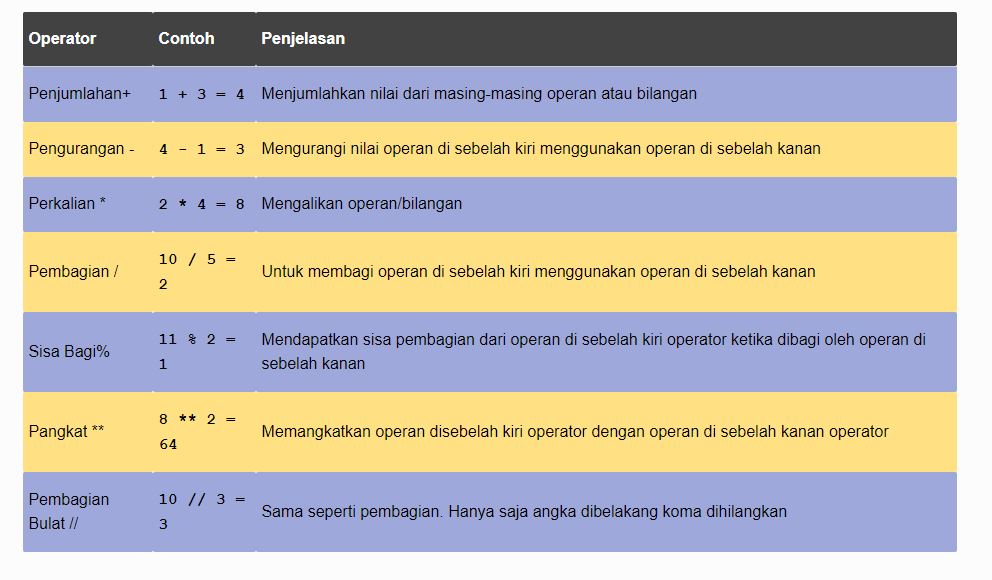 Operator Contoh Penjelasan
Penjumlahan+ 1 + 3 = 4 Menjumlahkan nilai dari masing-masing operan atau bilangan
Pengurangan - 4 - 1 = 3 Mengurangi nilai operan di sebelah kiri menggunakan operan di sebelah kanan
Perkalian * 2 * 4 = 8 Mengalikan operan/bilangan
Pembagian / 10 / 5 =
2 Untuk membagi operan di sebelah kiri menggunakan operan di sebelah kanan
Sisa Bagi% 11 % 2 =
1 Mendapatkan sisa pembagian dari operan di sebelah kiri operator ketika dibagi oleh operan di
sebelah kanan
Pangkat ** 8 ** 2 =
64 Memangkatkan operan disebelah kiri operator dengan operan di sebelah kanan operator
Pembagian
Bulat // 10 // 3 =
3 Sama seperti pembagian. Hanya saja angka dibelakang koma dihilangkan